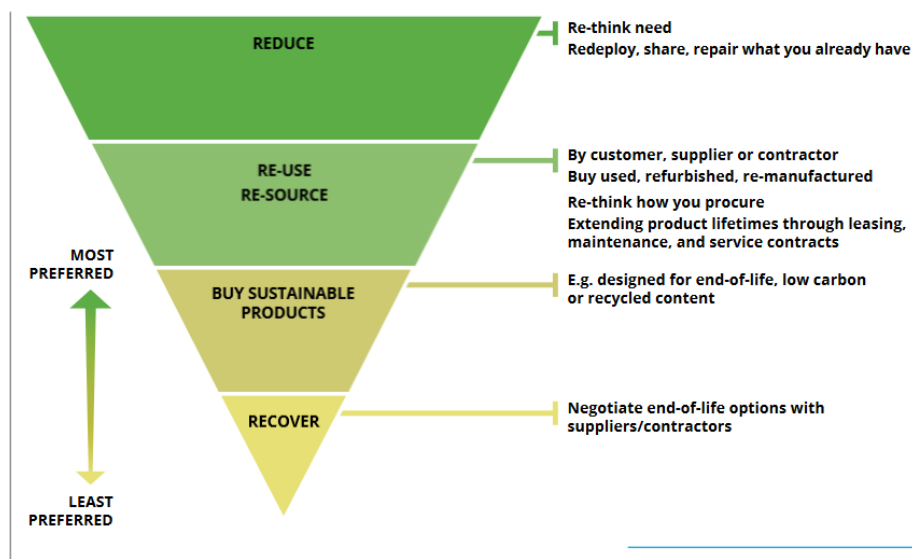 REDUCE
Re-think need
Redeploy, share, repair what you already have
RE-USE
RE-SOURCE
By customer, supplier or contractor
Buy used, refurbished, re-manufactured
Re-think how you procure
Extending product lifetimes through leasing,
maintenance, and service contracts
MOST
PREFERRED
BUY SUSTAINABLE
PRODUCTS
E.g. designed for end-of-life, low carbon
or recycled content
RECOVER
Negotiate end-of-life options with
suppliers/contractors
LEAST
PREFERRED